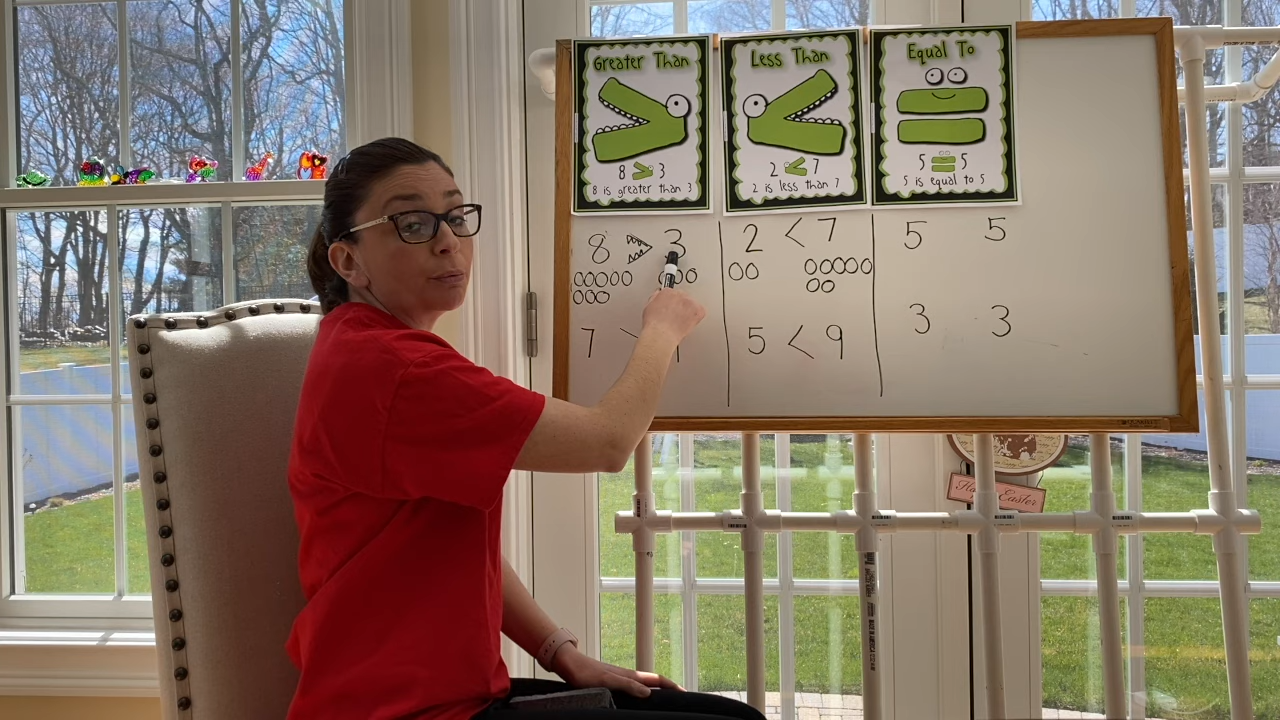 Greater Than
8 > 3
8 is greater than 3
Less Than
2 < 7
2 is less than 7
Equal To
5 = 5
5 is equal to 5
8 > 3
7
2 < 7
5 < 9
5 5
3 3
Easter